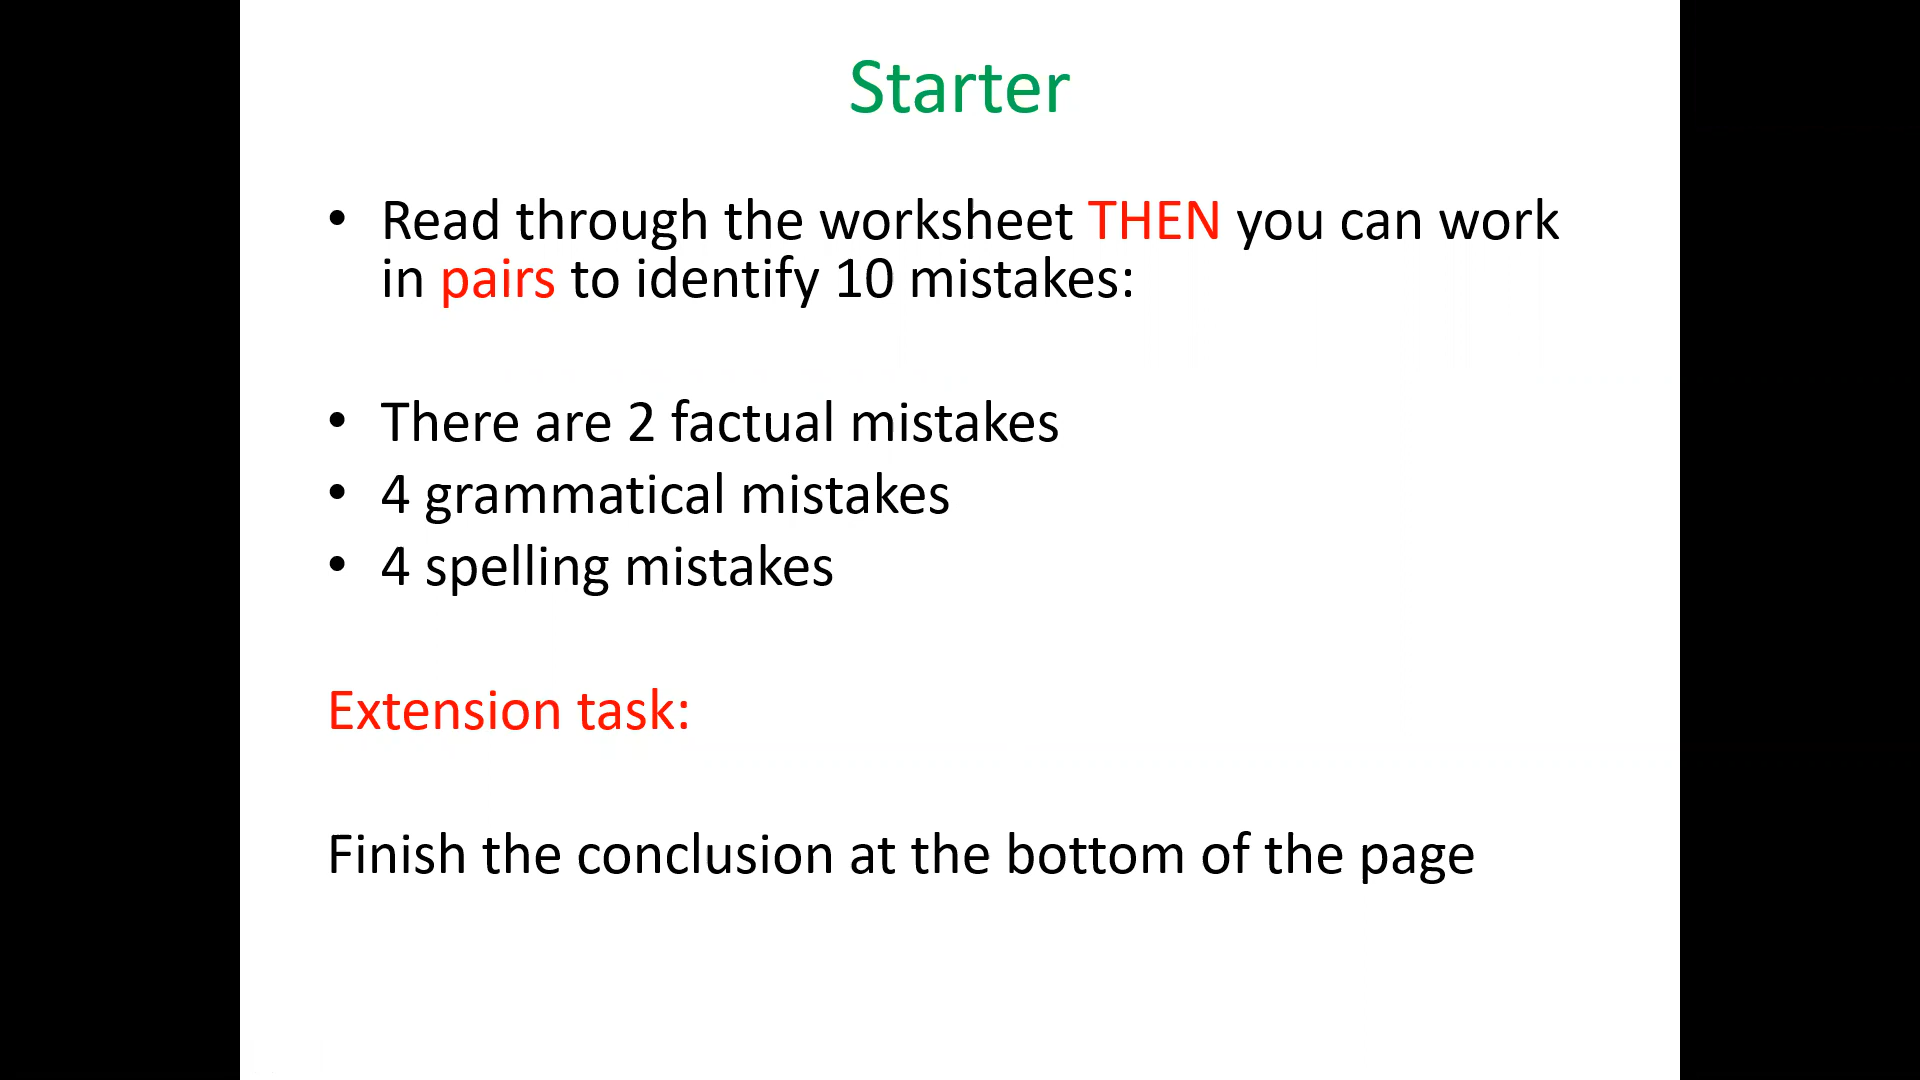 Starter
• Read through the worksheet THEN you can work
in pairs to identify 10 mistakes:
• There are 2 factual mistakes
• 4 grammatical mistakes
• 4 spelling mistakes
Extension task:
Finish the conclusion at the bottom of the page